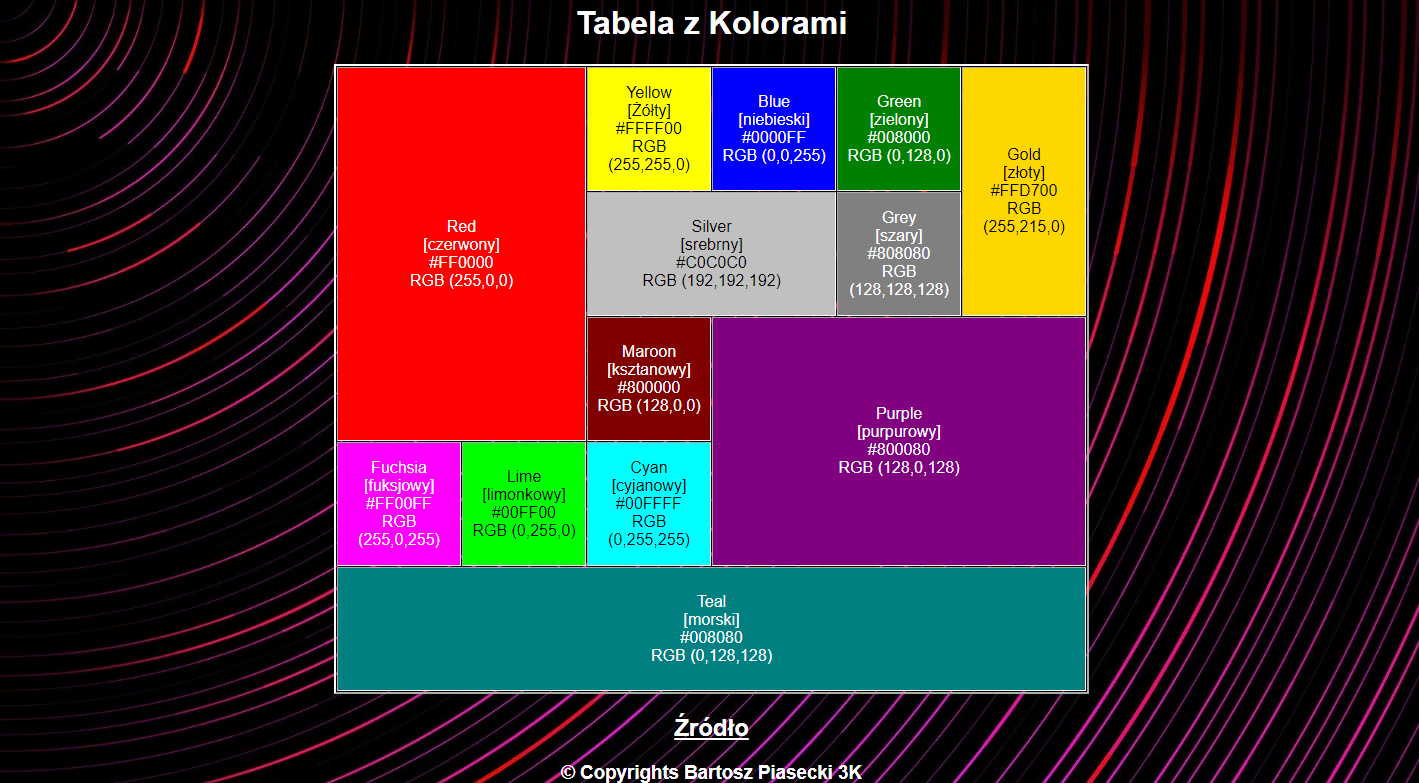 Tabela z Kolorami
Red
[czerwony]
#FF0000
RGB (255,0,0)
Yellow
[Żółty]
#FFFF00
RGB
(255,255,0)
Blue
[niebieski]
#0000FF
RGB (0,0,255)
Green
[zielony]
#008000
RGB (0,128,0)
Gold
[złoty]
#FFD700
RGB
(255,215,0)
Silver
[srebrny]
#C0C0C0
RGB (192,192,192)
Grey
[szary]
#808080
RGB
(128,128,128)
Maroon
[ksztanowy]
#800000
RGB (128,0,0)
Purple
[purpurowy]
#800080
RGB (128,0,128)
Fuchsia
[fuksjowy]
#FF00FF
RGB
(255,0,255)
Lime
[limonkowy]
#00FF00
RGB (0,255,0)
Cyan
[cyjanowy]
#00FFFF
RGB
(0,255,255)
Teal
[morski]
#008080
RGB (0,128,128)
Źródło
© Copyrights Bartosz Piasecki 3K